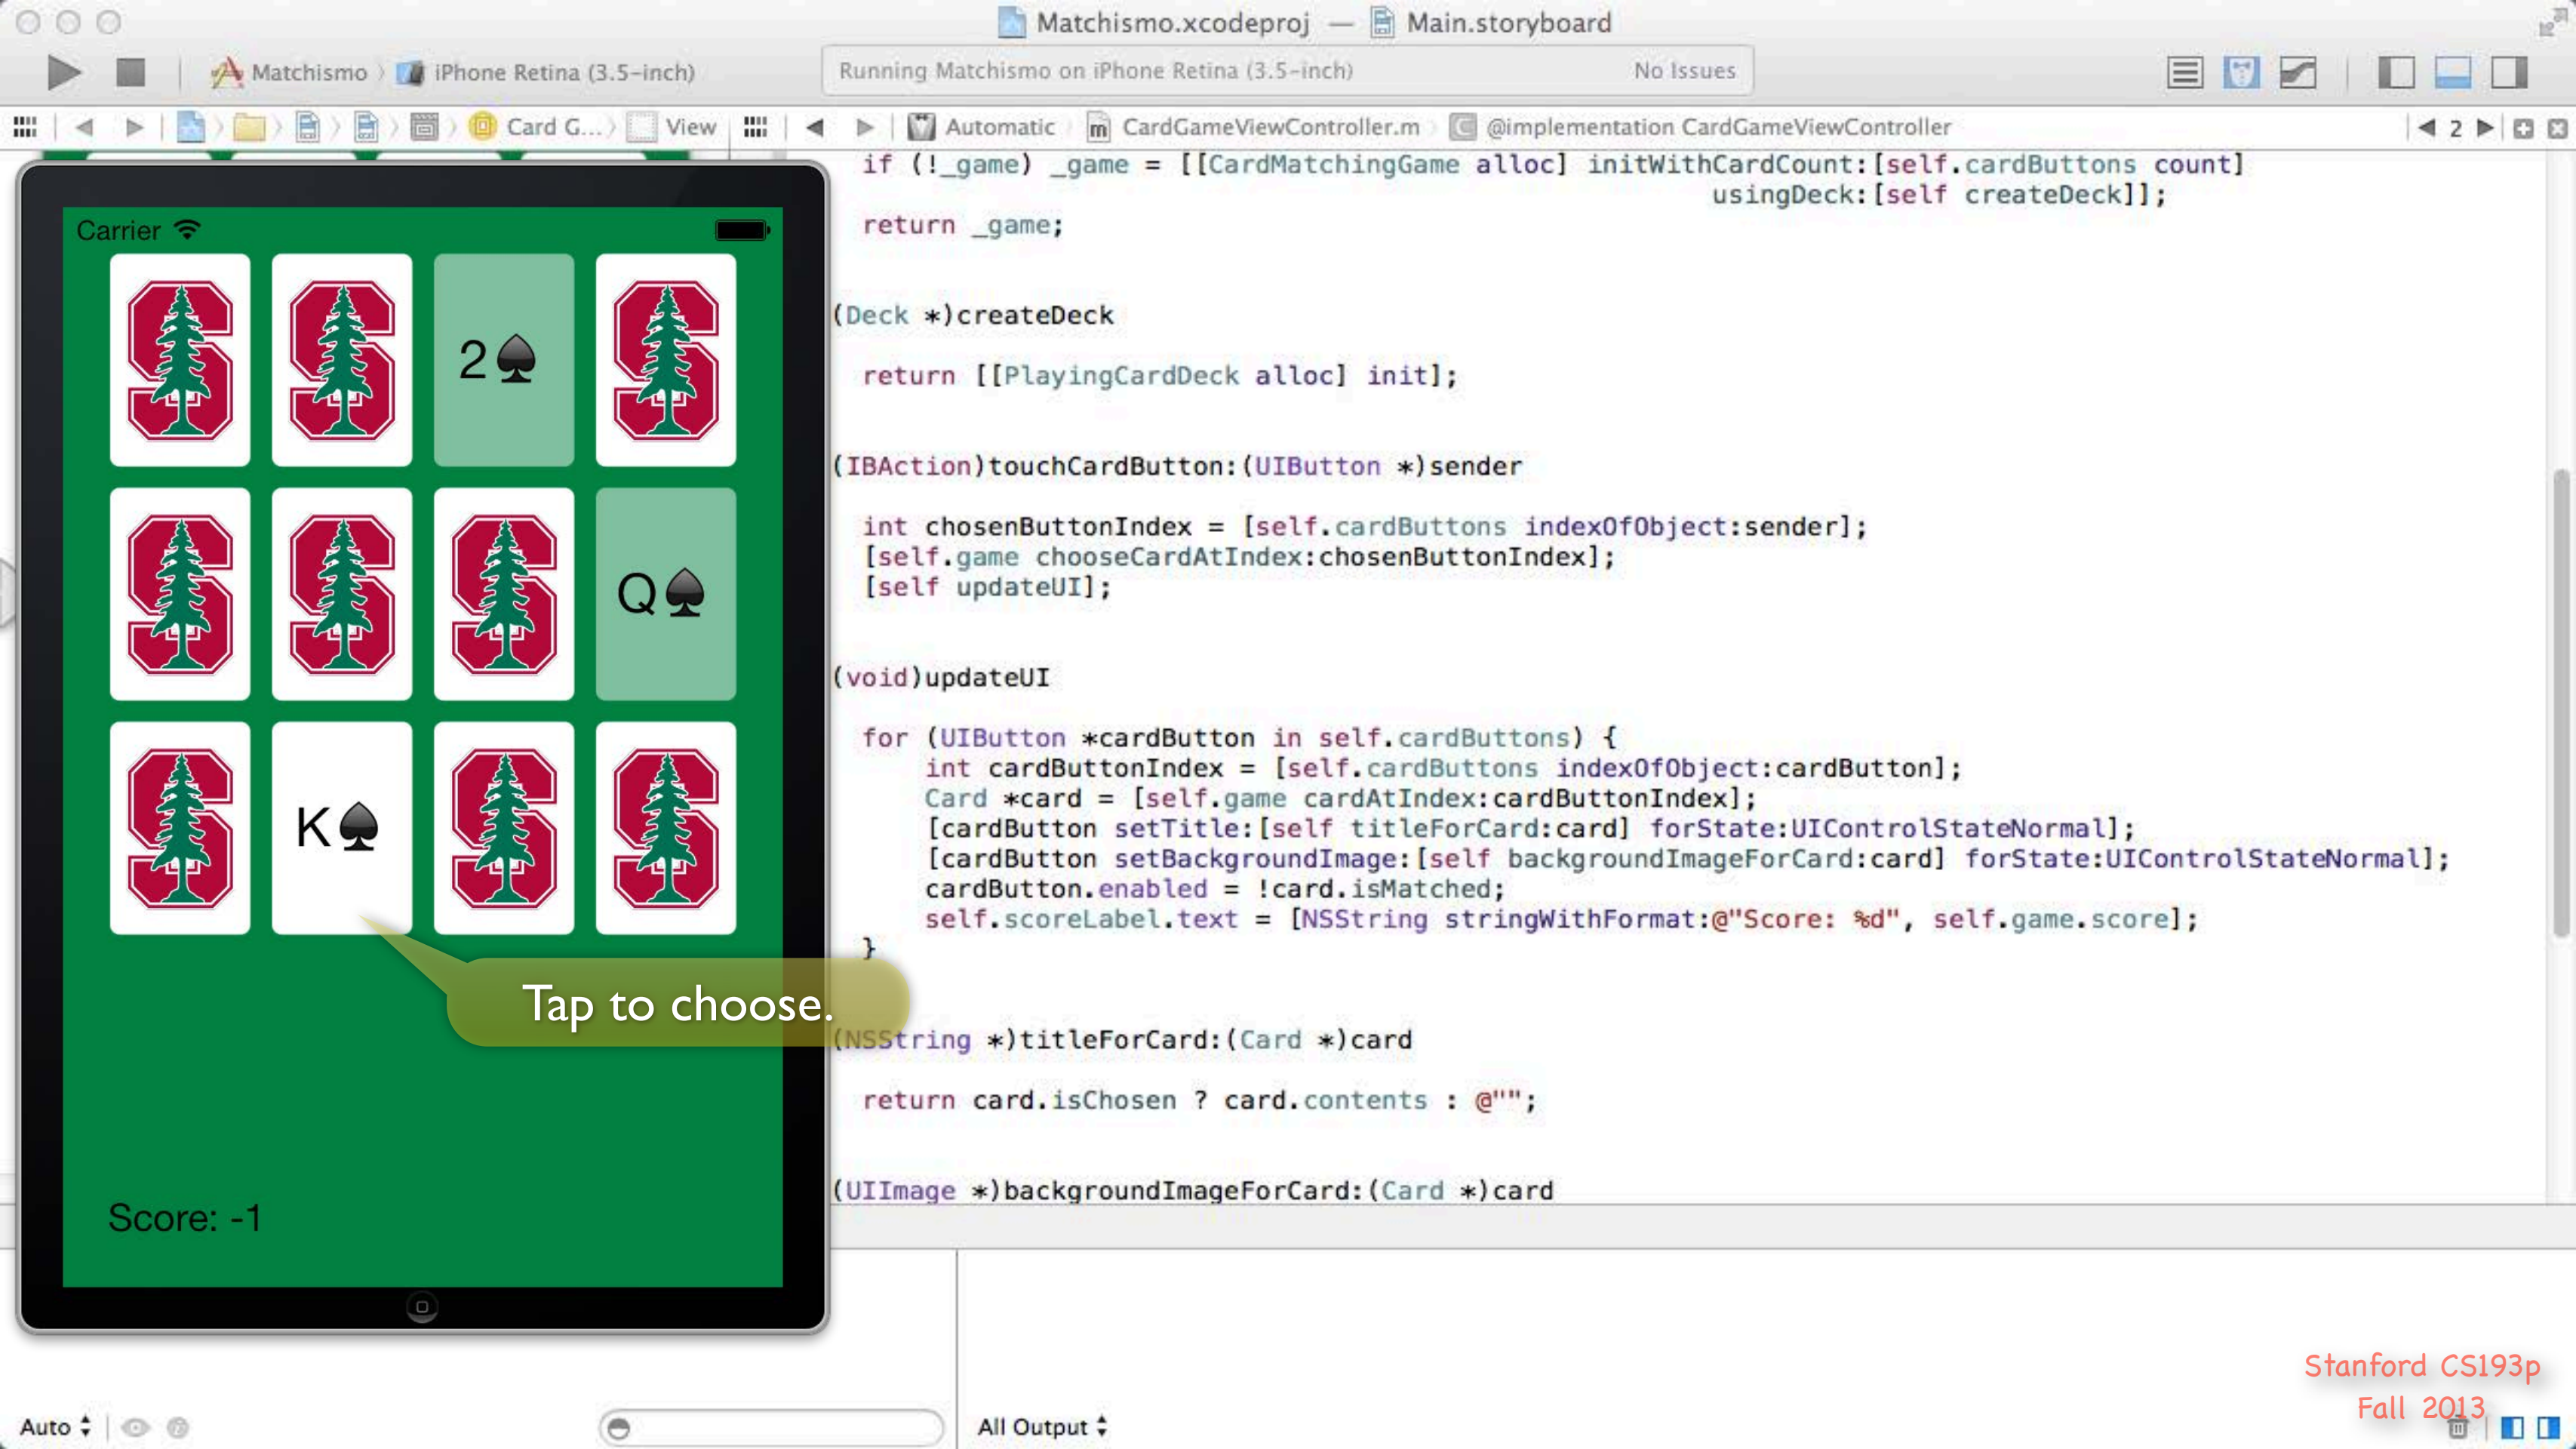 Matchismo.xcodeproj — Main.storyboard
Matchismo iPhone Retina (3.5-inch)
Running Matchismo on iPhone Retina (3.5-inch) No Issues
Card G... View
Automatic CardGameViewController.m @implementation CardGameViewController 2
if (!_game) _game = [[CardMatchingGame alloc] initWithCardCount:[self.cardButtons count]
usingDeck:[self createDeck]];
return _game;
(Deck *)createDeck
return [[PlayingCardDeck alloc] init];
(IBAction)touchCardButton:(UIButton *)sender
int chosenButtonIndex = [self.cardButtons indexOfObject:sender];
[self.game chooseCardAtIndex:chosenButtonIndex];
[self updateUI];
(void)updateUI
for (UIButton *cardButton in self.cardButtons) {
int cardButtonIndex = [self.cardButtons indexOfObject:cardButton];
Card *card = [self.game cardAtIndex:cardButtonIndex];
[cardButton setTitle:[self titleForCard:card] forState:UIControlStateNormal];
[cardButton setBackgroundImage:[self backgroundImageForCard:card] forState:UIControlStateNormal];
cardButton.enabled = !card.isMatched;
self.scoreLabel.text = [NSString stringWithFormat:@"Score: %d", self.game.score];
}
(NSString *)titleForCard:(Card *)card
return card.isChosen ? card.contents : @"";
(UIImage *)backgroundImageForCard:(Card *)card
Carrier
2♠
Q♠
K♠
Tap to choose.
Score: -1
Auto
All Output
Stanford CS193p
Fall 2013